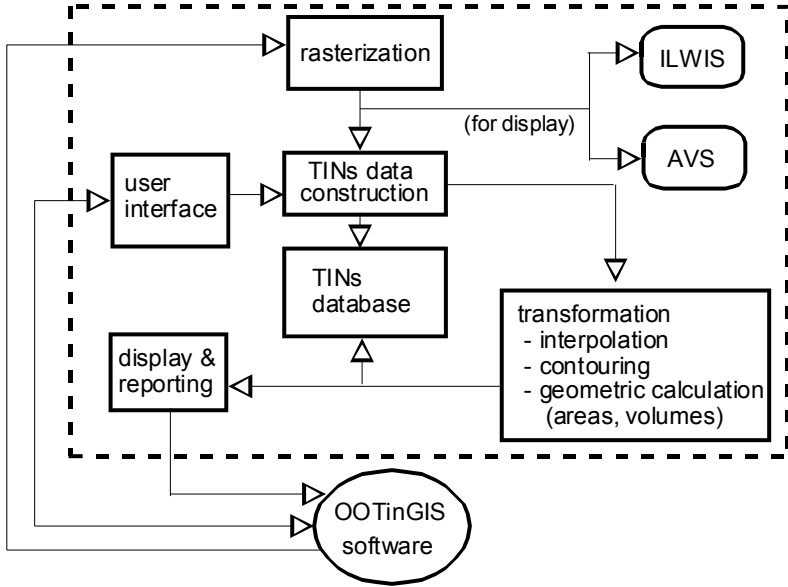 rasterization
ILWIS
(for display)
AVS
user
interface
TINs data
construction
TINs
database
transformation
- interpolation
- contouring
- geometric calculation
(areas, volumes)
display &
reporting
OOTinGIS
software